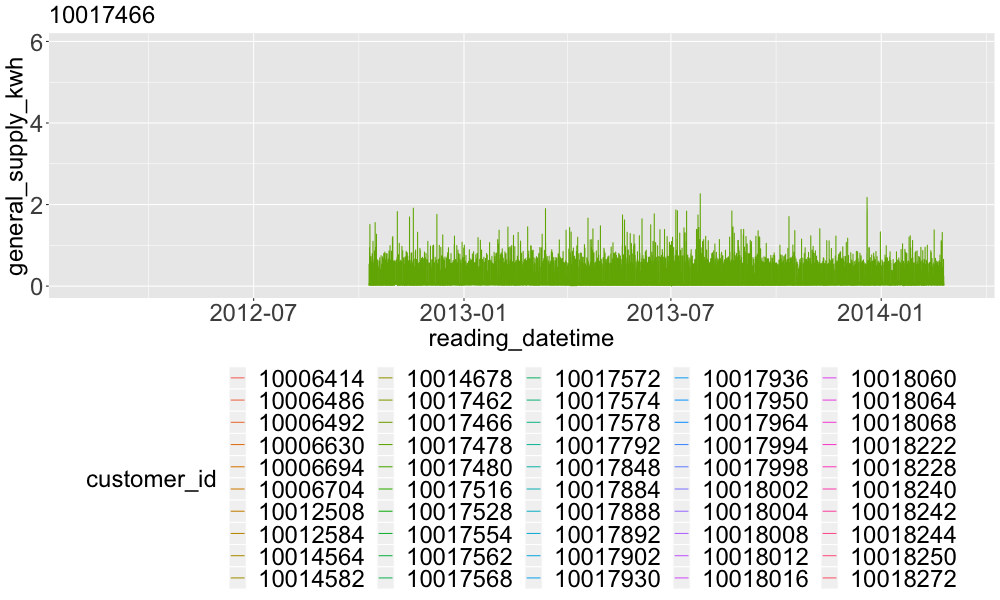 10017466
general_supply_kwh
6
4
2
0
2012-07 2013-01 2013-07 2014-01
reading_datetime
customer_id
10006414 10014678 10017572 10017936 10018060
10006486 10017462 10017574 10017950 10018064
10006492 10017466 10017578 10017964 10018068
10006630 10017478 10017792 10017994 10018222
10006694 10017480 10017848 10017998 10018228
10006704 10017516 10017884 10018002 10018240
10012508 10017528 10017888 10018004 10018242
10012584 10017554 10017892 10018008 10018244
10014564 10017562 10017902 10018012 10018250
10014582 10017568 10017930 10018016 10018272